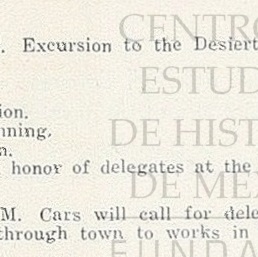 . Excursion to the Desiert
ion.
nning.
n.
honor of delegates at the
M. Cars will call for dele
through town to works in
CENTRO
ESTUD
DE HIST
DE ME
FUNDA